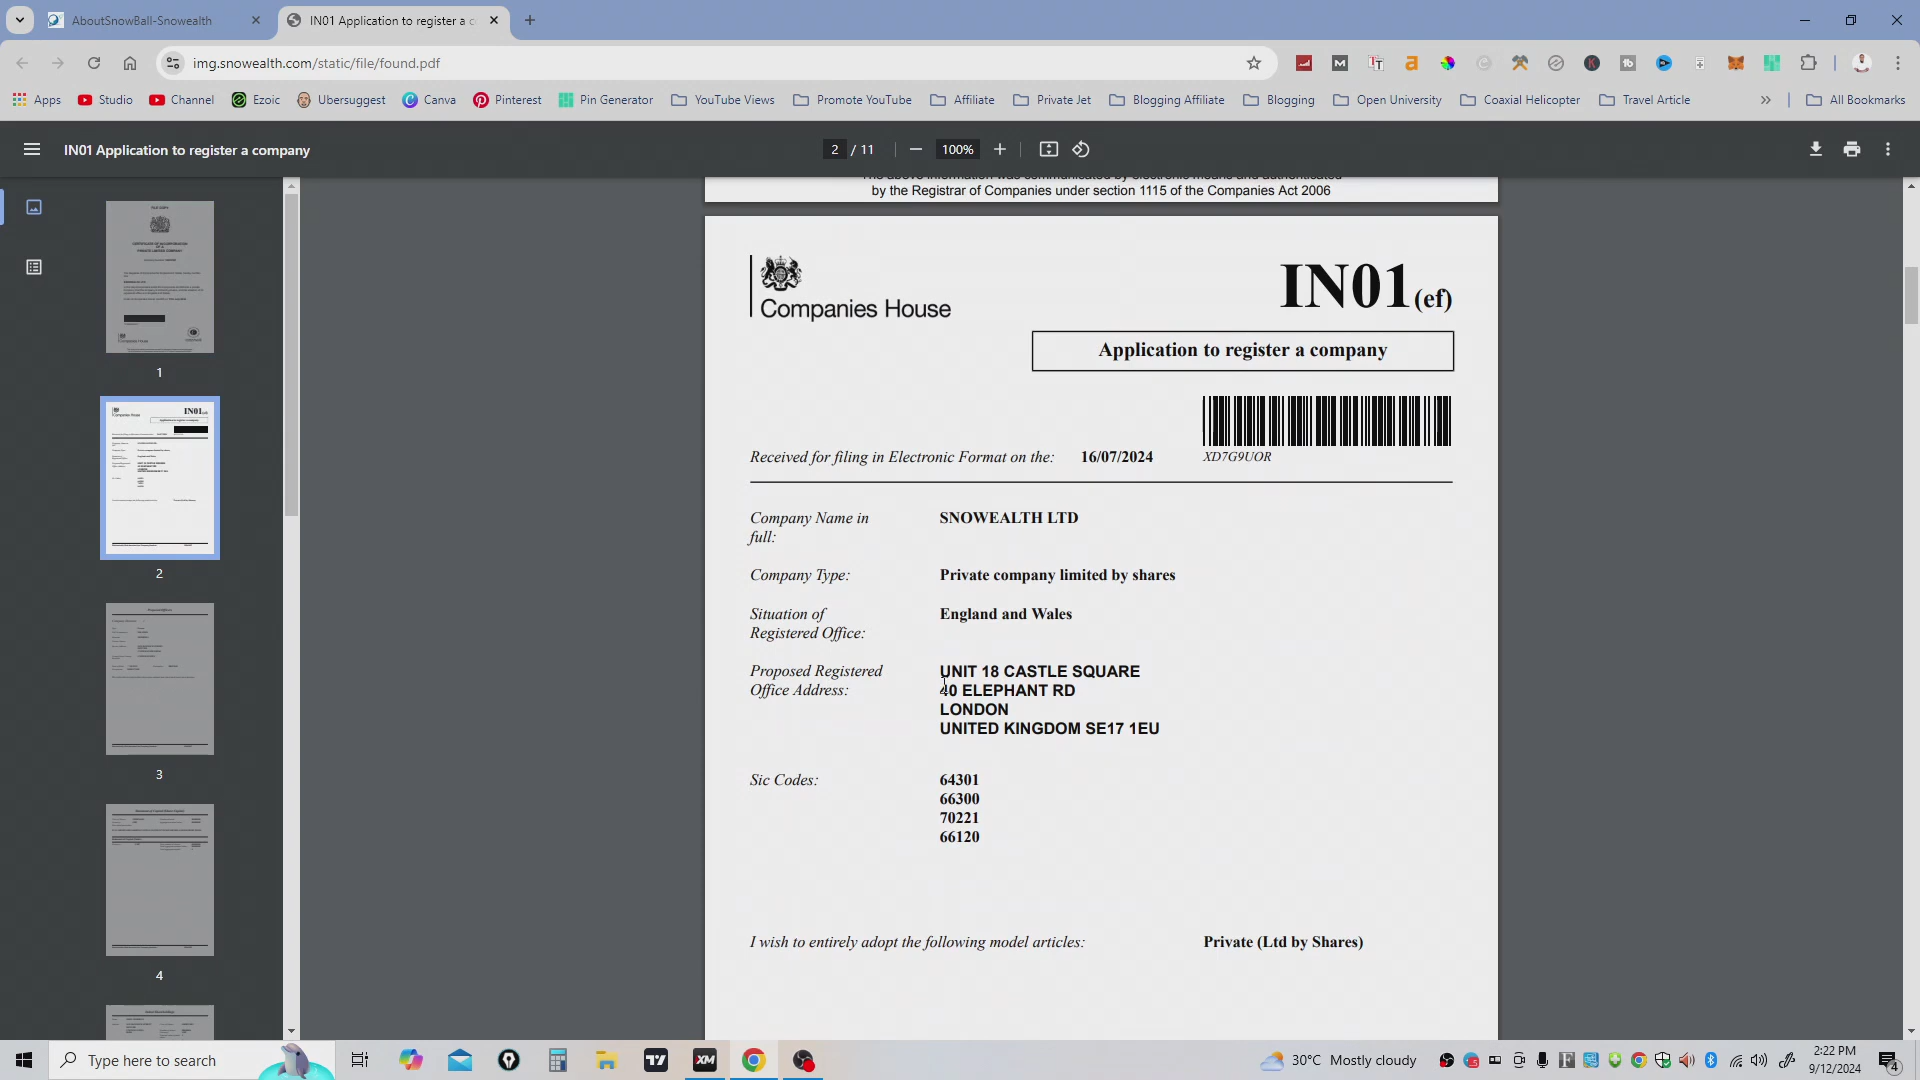 AboutSnowBall-Snowealth
IN01 Application to register a c
img.snowealth.com/static/file/found.pdf
Apps
Studio
Channel
Ezoic
Ubersuggest
Canva
Pinterest
Pin Generator
YouTube Views
Promote YouTube
Affiliate
Private Jet
Blogging Affiliate
Blogging
Open University
Coaxial Helicopter
Travel Article
All Bookmarks
IN01 Application to register a company
2 / 11
100%
by the Registrar of Companies under section 1115 of the Companies Act 2006
Companies House
IN01(ef)
Application to register a company
XD7G9UOR
Received for filing in Electronic Format on the: 16/07/2024
Company Name in full: SNOWEALTH LTD
Company Type: Private company limited by shares
Situation of Registered Office: England and Wales
Proposed Registered Office Address: UNIT 18 CASTLE SQUARE
40 ELEPHANT RD
LONDON
UNITED KINGDOM SE17 1EU
Sic Codes: 64301
66300
70221
66120
I wish to entirely adopt the following model articles: Private (Ltd by Shares)
1
2
3
4
Type here to search
30°C Mostly cloudy
2:22 PM
9/12/2024